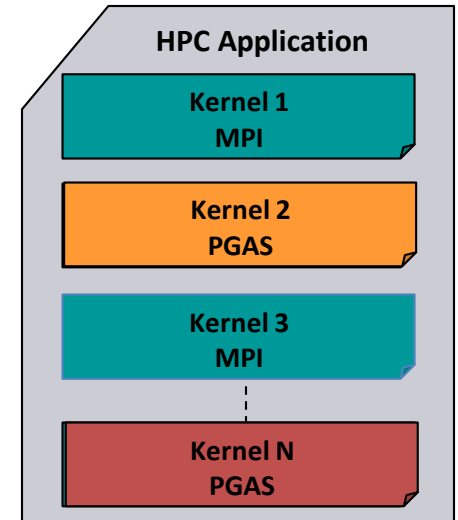 HPC Application
Kernel 1
MPI
Kernel 2
PGAS
Kernel 3
MPI
Kernel N
PGAS